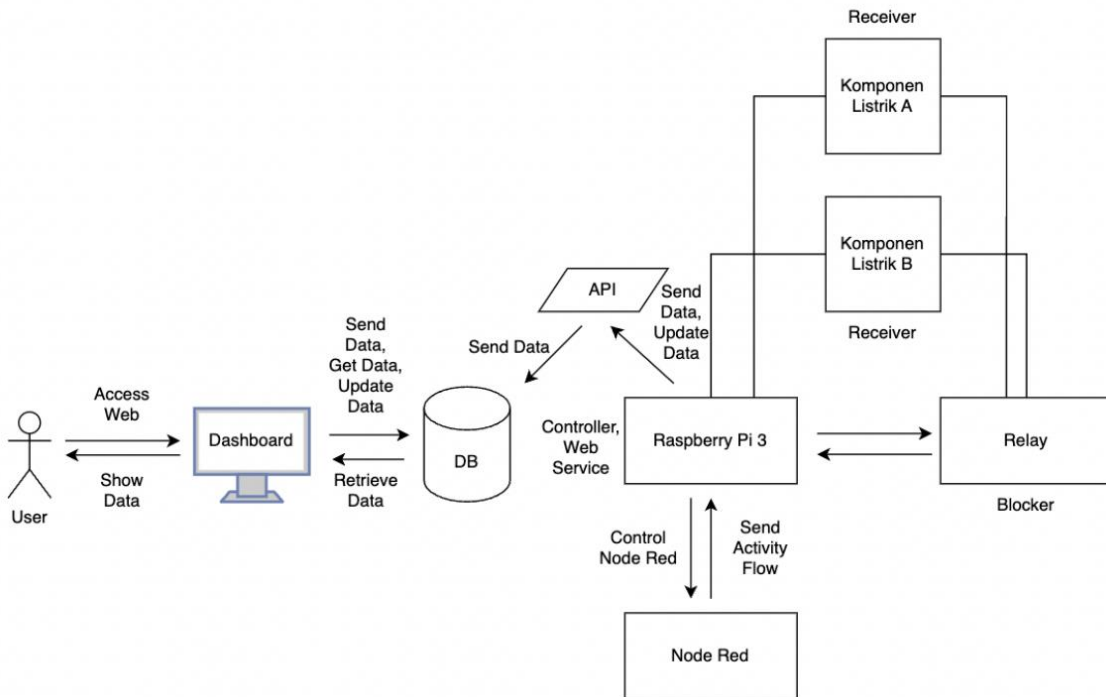 Receiver
Komponen
Listrik A
Komponen
Listrik B
Receiver
API
Send
Data,
Update
Data
Send Data
Send
Data,
Get Data,
Update
Data
Access
Web
Show
Data
User
Dashboard
Retrieve
Data
DB
Controller,
Web
Service
Raspberry Pi 3
Relay
Blocker
Control
Node Red
Send
Activity
Flow
Node Red